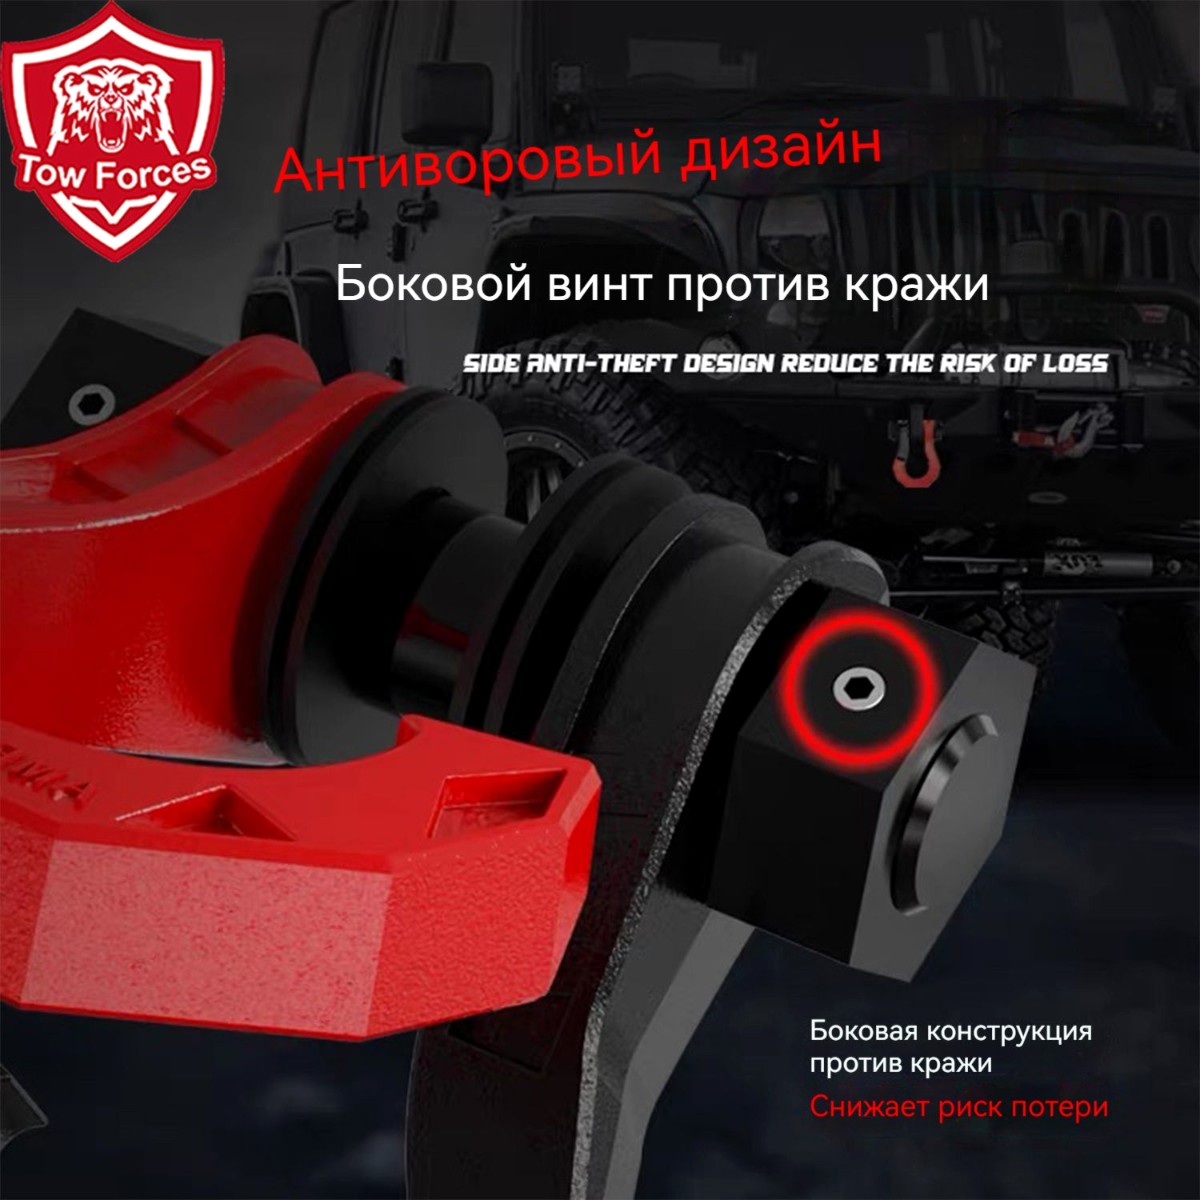 Tow Forces
Антиворовый дизайн
Боковой винт против кражи
SIDE ANTI-THEFT DESIGN REDUCE THE RISK OF LOSS
Боковая конструкция
против кражи
Снижает риск потери